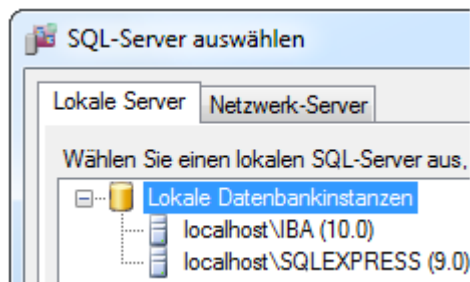 SQL-Server auswählen
Lokale Server Netzwerk-Server
Wählen Sie einen lokalen SQL-Server aus,
Lokale Datenbankinstanzen
localhost\IBA (10.0)
localhost\SQLEXPRESS (9.0)